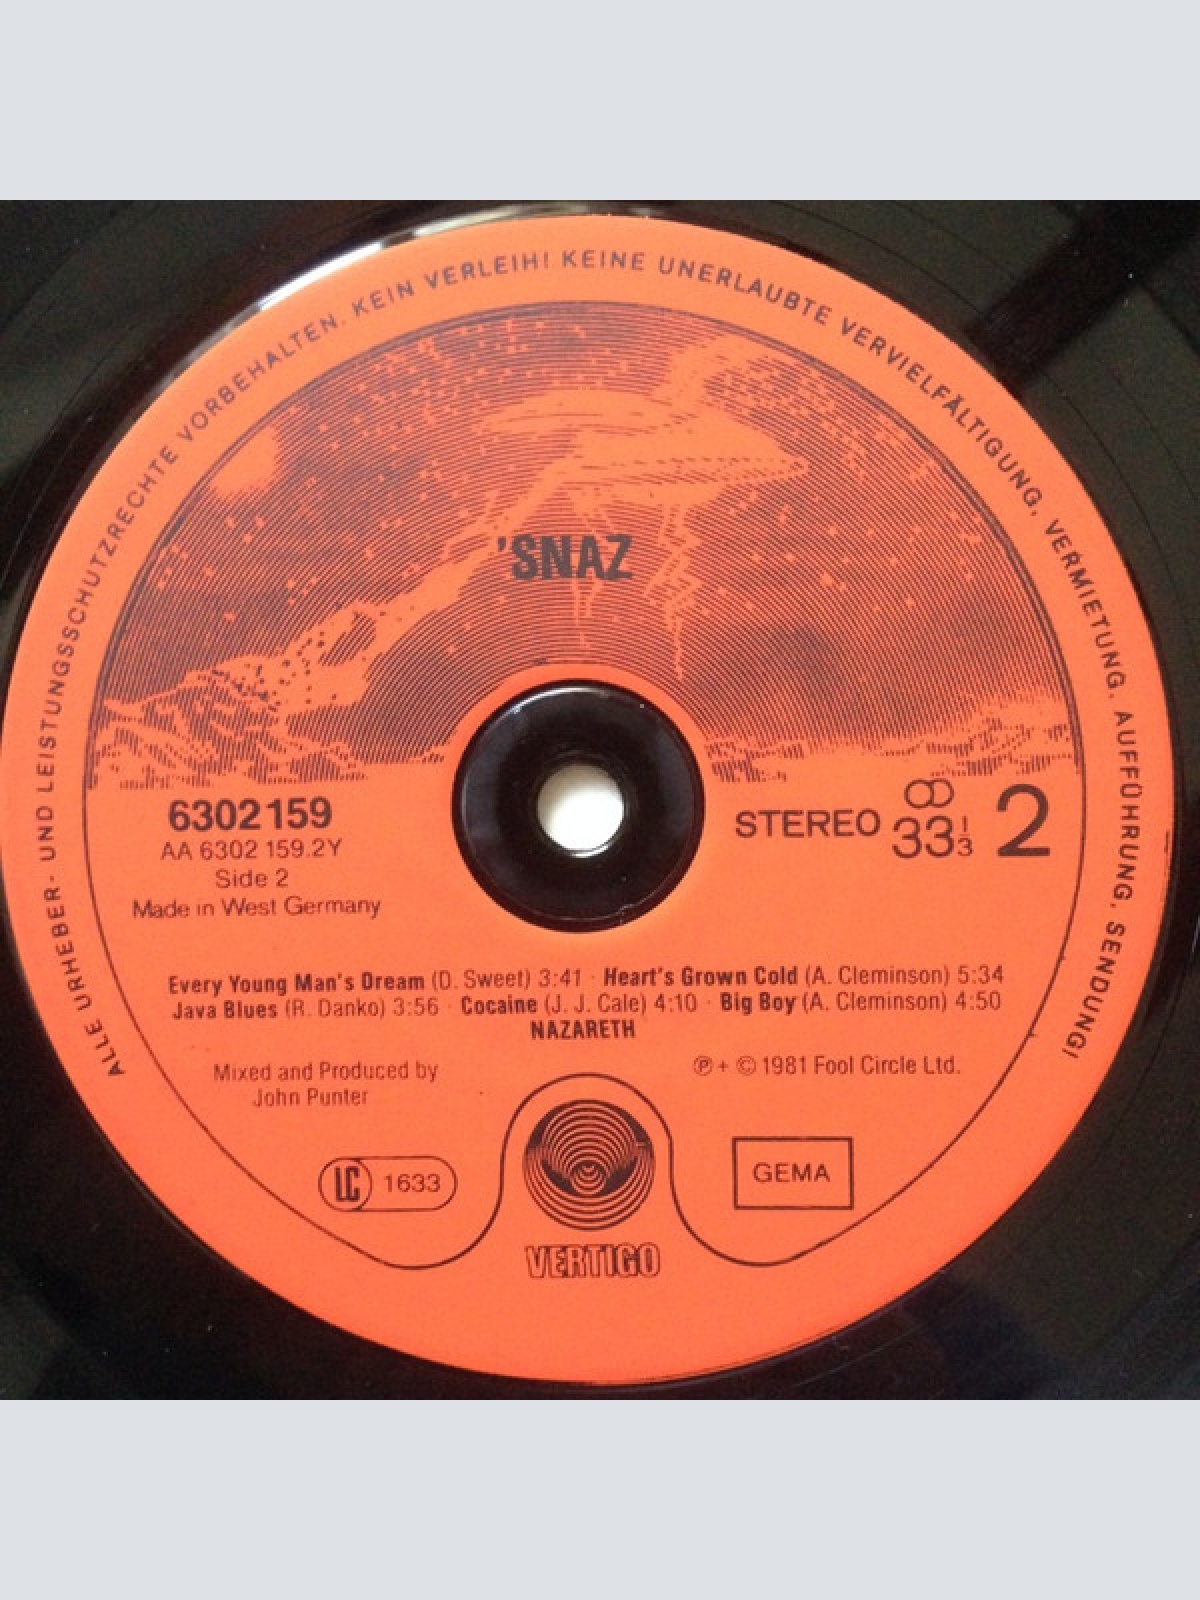 ALLE URHEBER- UND LEISTUNGSSCHUTZRECHTE VORBEHALTEN. KEIN VERLEIH! KEINE UNERLAUBTE VERVIELFÄLTIGUNG, VERMIETUNG, AUFFÜHRUNG, SENDUNG!
'SNAZ
6302159
AA 6302 159.2Y
Side 2
Made in West Germany
STEREO 33 1/3 2
Every Young Man's Dream (D. Sweet) 3:41 · Heart's Grown Cold (A. Cleminson) 5:34
Java Blues (R. Danko) 3:56 · Cocaine (J. J. Cale) 4:10 · Big Boy (A. Cleminson) 4:50
NAZARETH
Mixed and Produced by
John Punter
℗ + © 1981 Fool Circle Ltd.
LC 1633
GEMA
VERTIGO